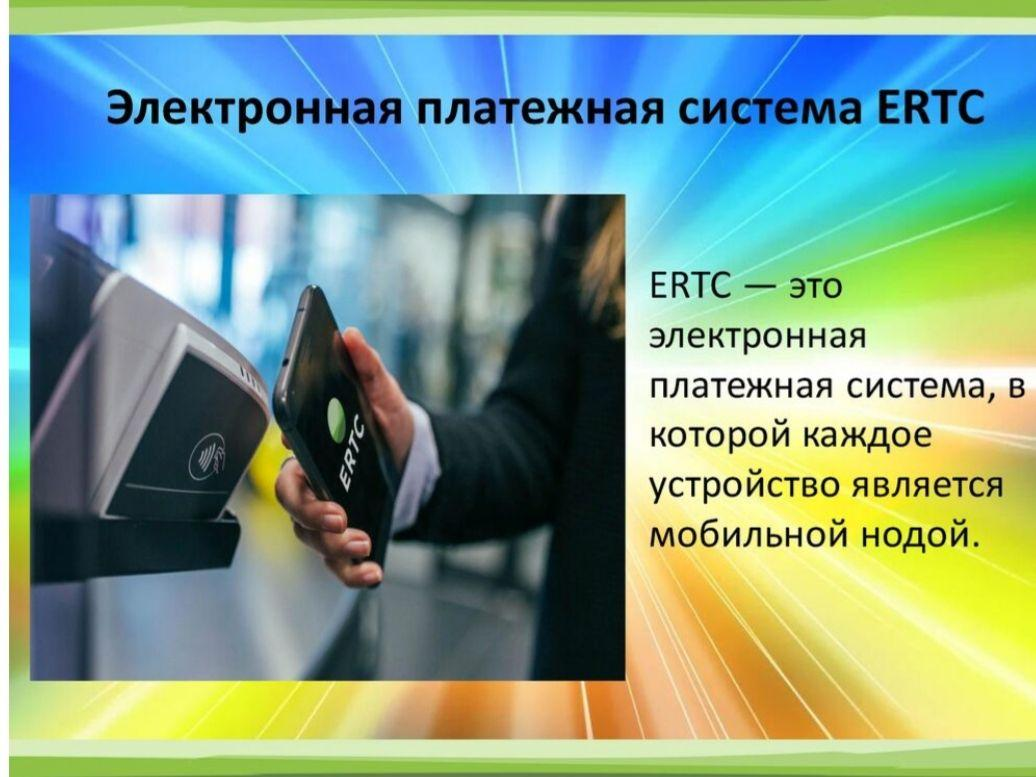 Электронная платежная система ERTC
ERTC — это
электронная
платежная система, в
которой каждое
устройство является
мобильной нодой.
ERTC